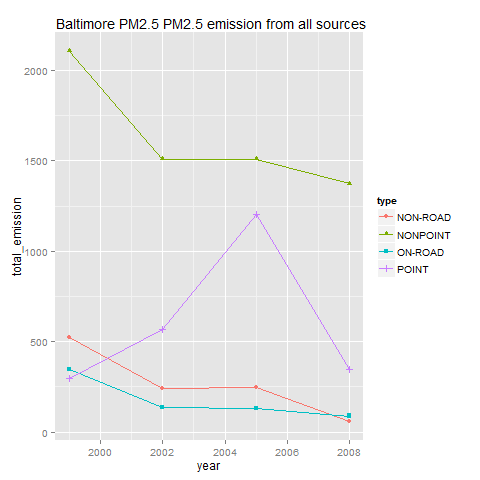 Baltimore PM2.5 PM2.5 emission from all sources
total_emission
2000
1500
1000
500
0
2000
2002
2004
2006
2008
year
type
NON-ROAD
NONPOINT
ON-ROAD
POINT